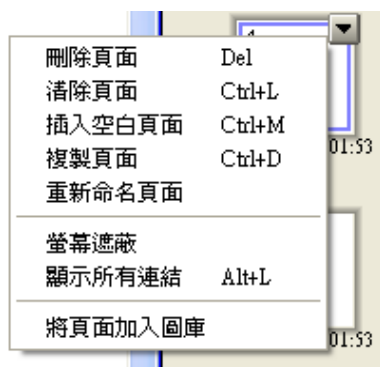 刪除頁面 Del
清除頁面 Ctrl+L
插入空白頁面 Ctrl+M
複製頁面 Ctrl+D
重新命名頁面
螢幕遮蔽
顯示所有連結 Alt+L
將頁面加入圖庫
01:53
01:53